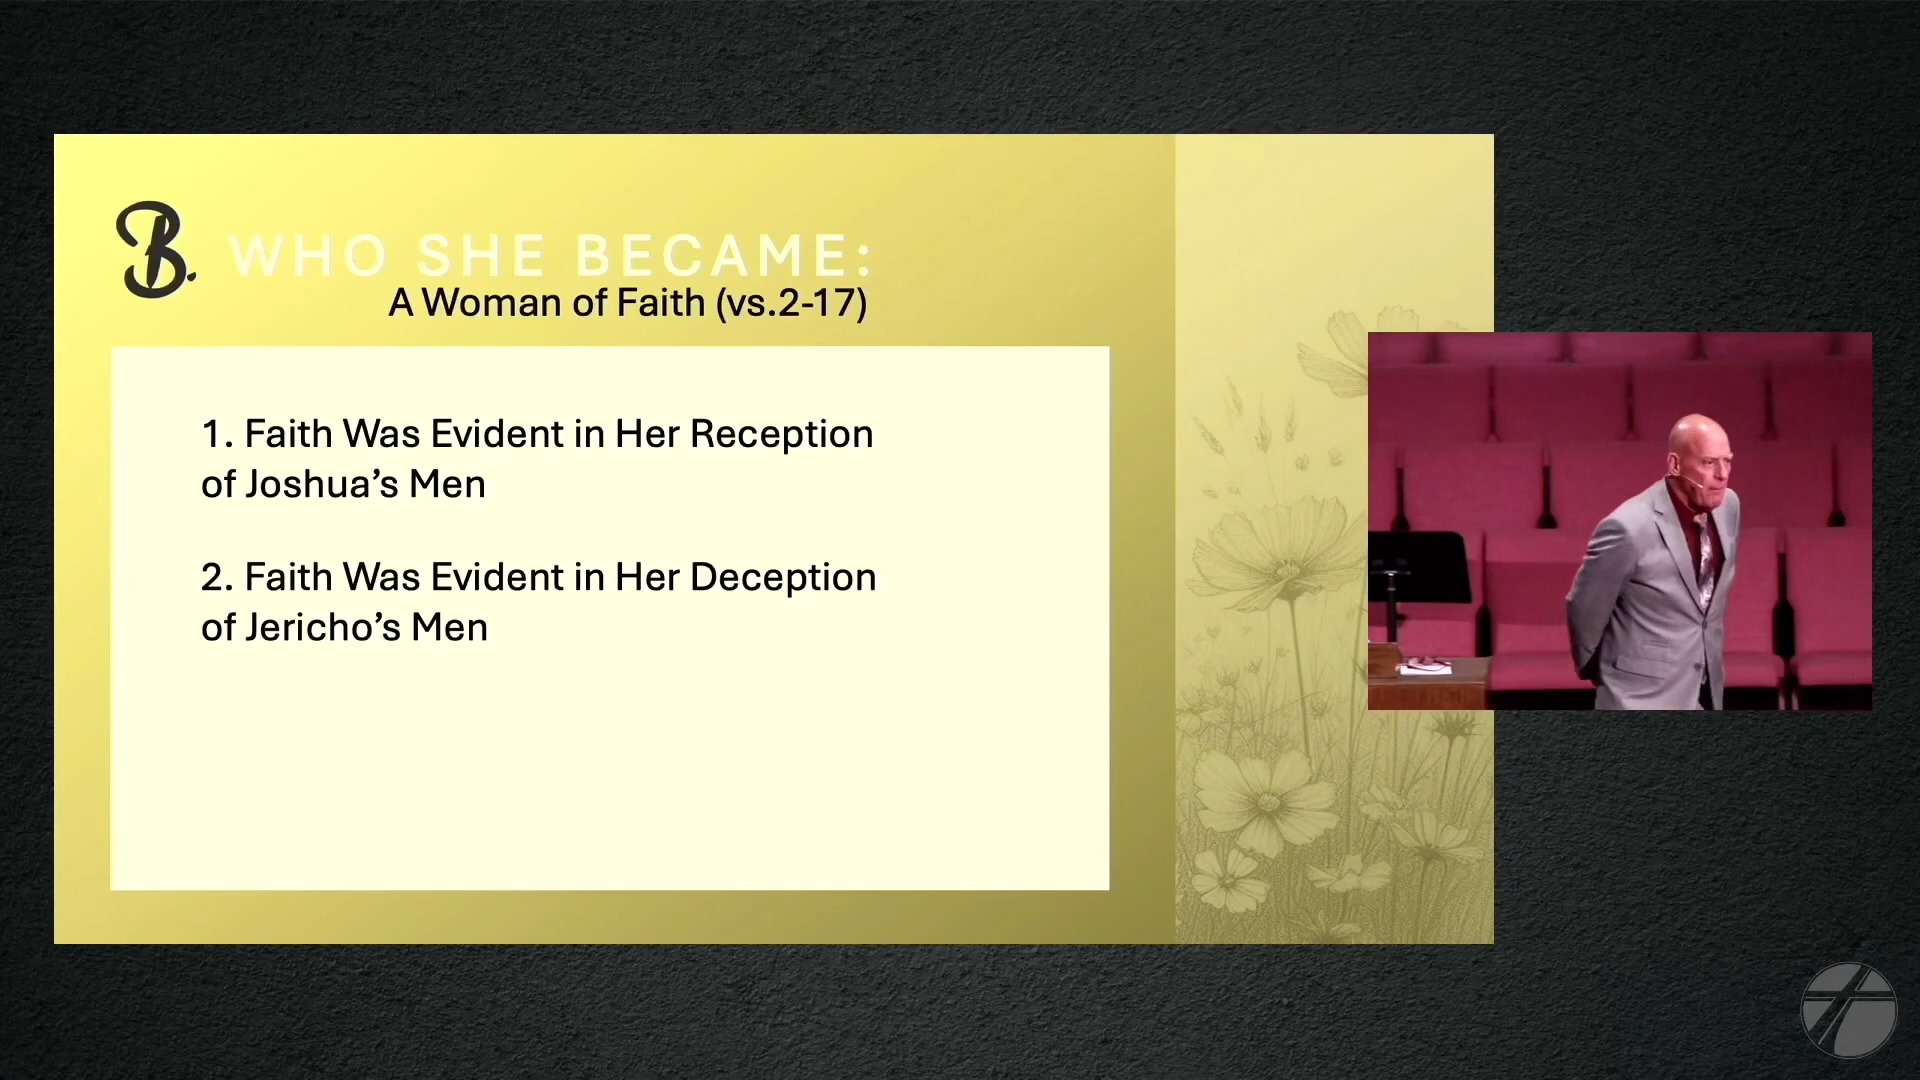 B. WHO SHE BECAME:
A Woman of Faith (vs.2-17)
1. Faith Was Evident in Her Reception
of Joshua’s Men
2. Faith Was Evident in Her Deception
of Jericho’s Men